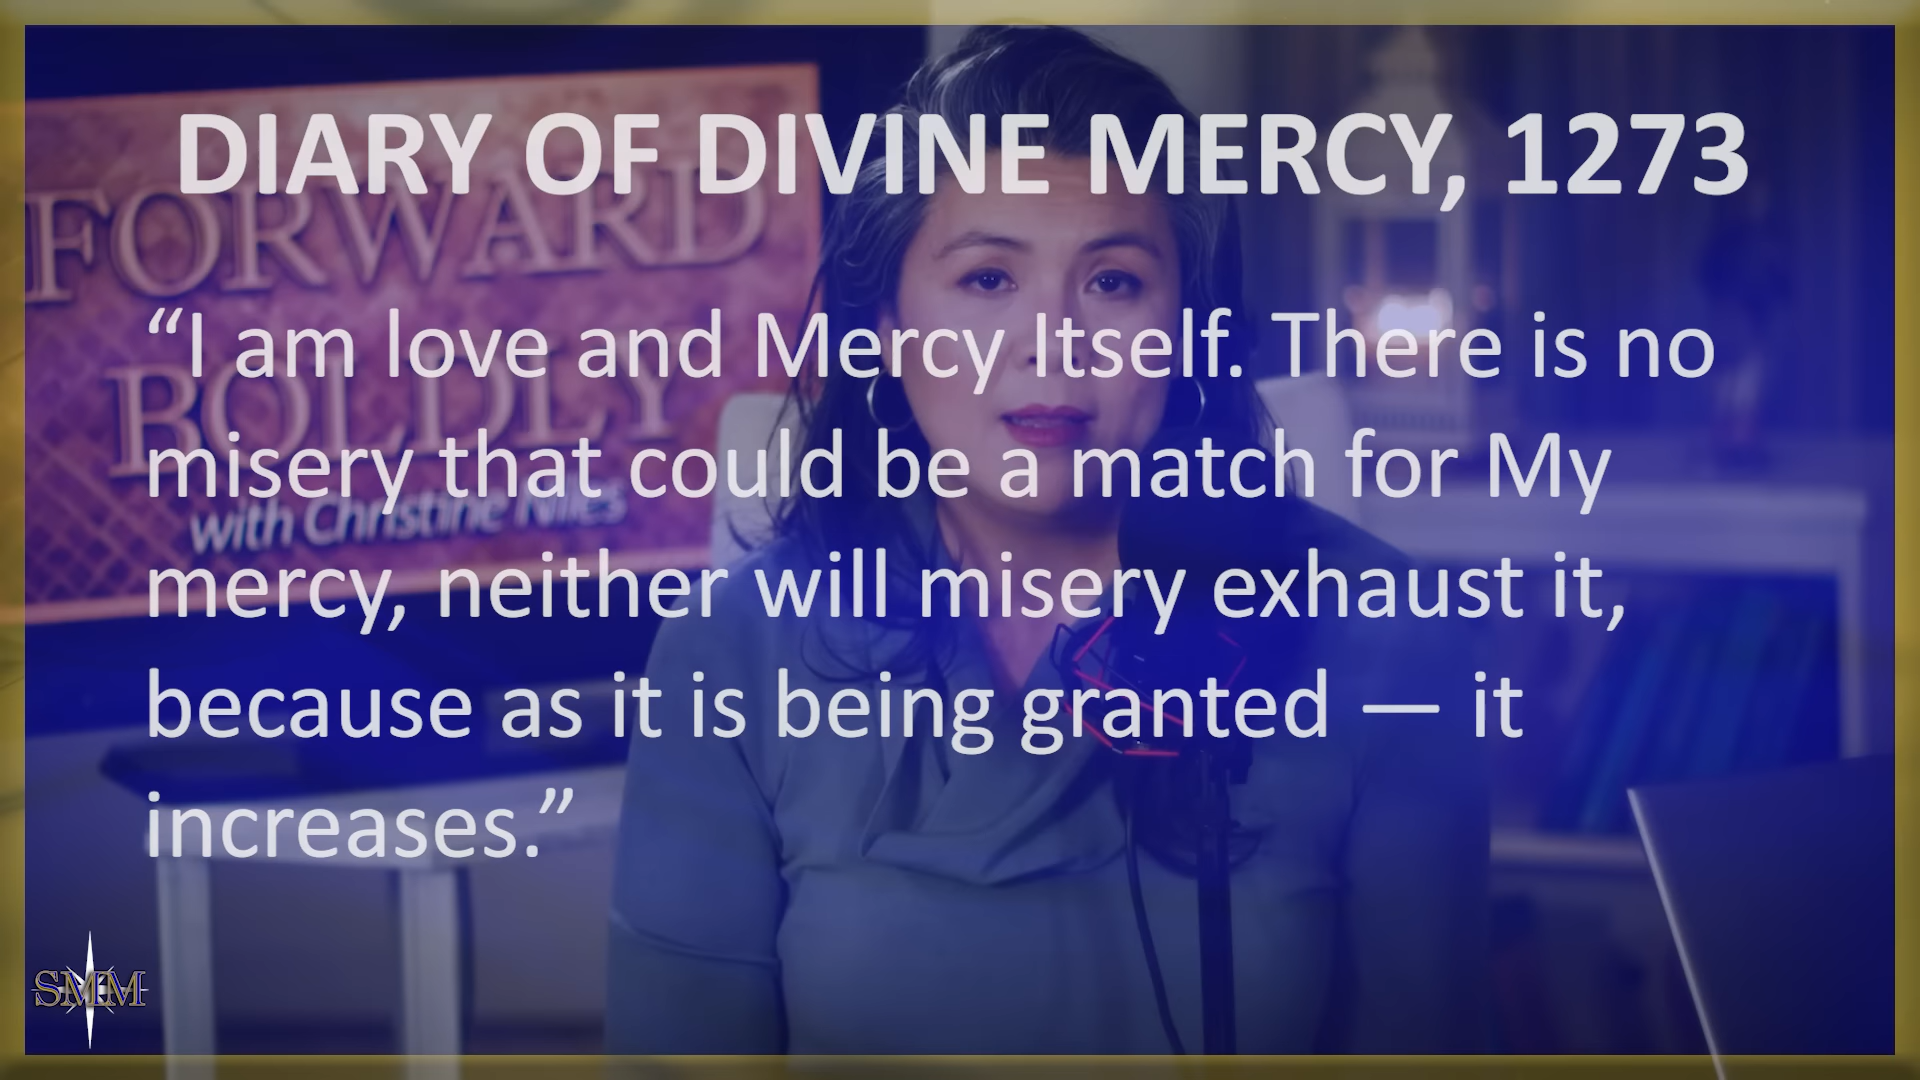 DIARY OF DIVINE MERCY, 1273
“I am love and Mercy Itself. There is no
misery that could be a match for My
mercy, neither will misery exhaust it,
because as it is being granted — it
increases.”
FORWARD
BOLDLY
with Christine Niles
SMM